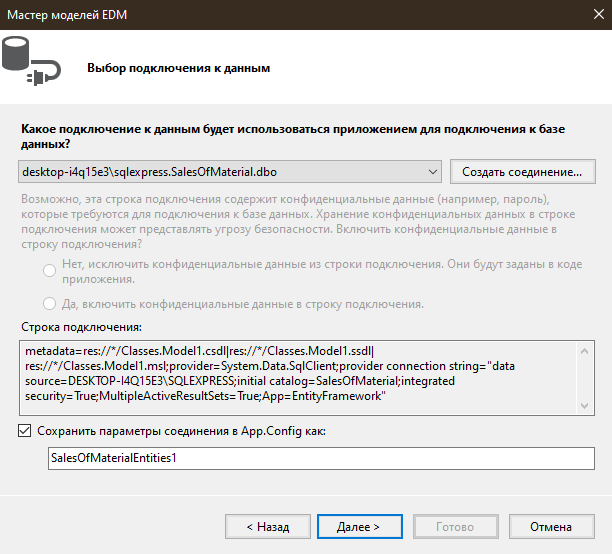 Мастер моделей EDM
Выбор подключения к данным
Какое подключение к данным будет использоваться приложением для подключения к базе
данных?
desktop-i4q15e3\sqlexpress.SalesOfMaterial.dbo
Создать соединение...
Возможно, эта строка подключения содержит конфиденциальные данные (например, пароль),
которые требуются для подключения к базе данных. Хранение конфиденциальных данных в строке
подключения может представлять угрозу безопасности. Включить конфиденциальные данные в
строку подключения?
Нет, исключить конфиденциальные данные из строки подключения. Они будут заданы в коде
приложения.
Да, включить конфиденциальные данные в строку подключения.
Строка подключения:
metadata=res://*/Classes.Model1.csdl|res://*/Classes.Model1.ssdl|
res://*/Classes.Model1.msl;provider=System.Data.SqlClient;provider connection string="data
source=DESKTOP-I4Q15E3\SQLEXPRESS;initial catalog=SalesOfMaterial;integrated
security=True;MultipleActiveResultSets=True;App=EntityFramework"
Сохранить параметры соединения в App.Config как:
SalesOfMaterialEntities1
< Назад
Далее >
Готово
Отмена